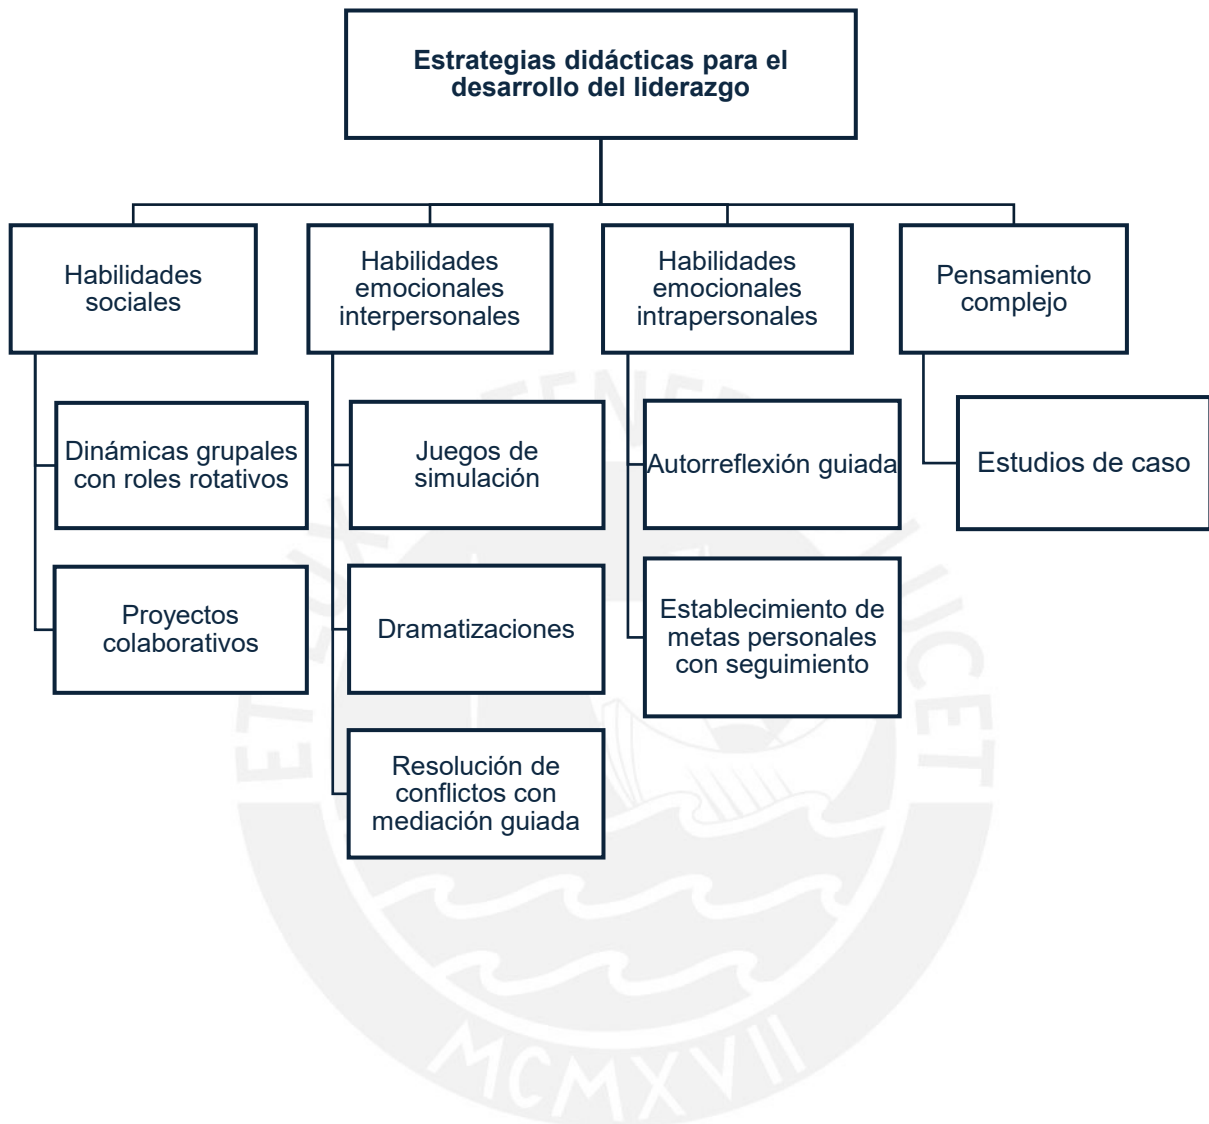 Estrategias didácticas para el
desarrollo del liderazgo
Habilidades
sociales
Habilidades
emocionales
interpersonales
Habilidades
emocionales
intrapersonales
Pensamiento
complejo
Dinámicas grupales
con roles rotativos
Proyectos
colaborativos
Juegos de
simulación
Dramatizaciones
Resolución de
conflictos con
mediación guiada
Autorreflexión guiada
Establecimiento de
metas personales
con seguimiento
Estudios de caso
MCMXVII